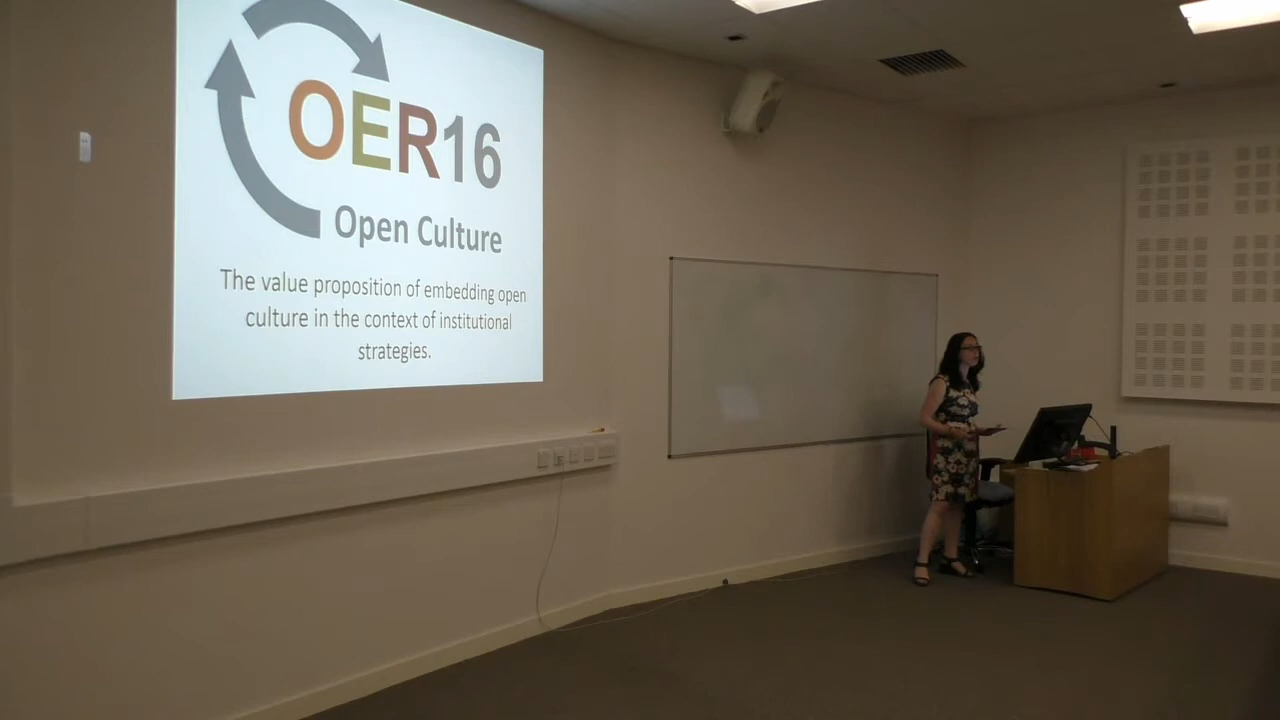 OER16
Open Culture
The value proposition of embedding open
culture in the context of institutional
strategies.